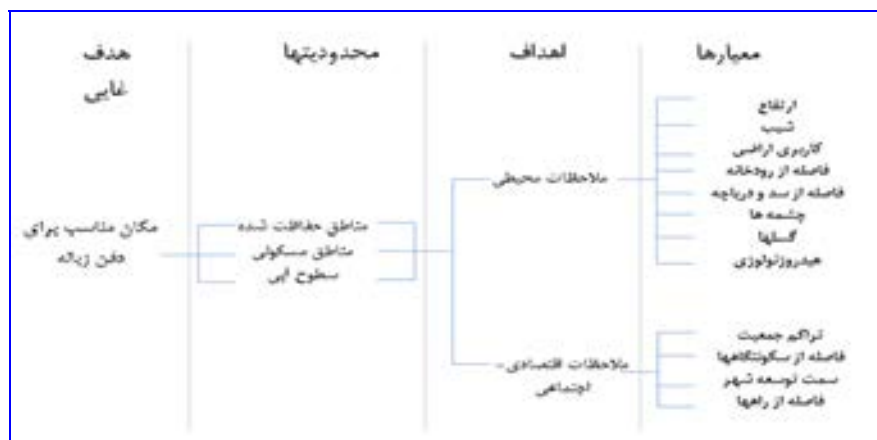 هدف
غایی
محدودیتها
اهداف
معیارها
ارتفاع
شیب
کاربری اراضی
فاصله از رودخانه
فاصله از سد و دریاچه
چشمه ها
گسلها
هیدروژئولوژی
ملاحظات محیطی
مناطق حفاظت شده
مناطق مسکونی
سطوح آبی
مکان مناسب برای
دفن زباله
تراکم جمعیت
فاصله از سکونتگاهها
سمت توسعه شهر
فاصله از راهها
ملاحظات اقتصادی-
اجتماعی